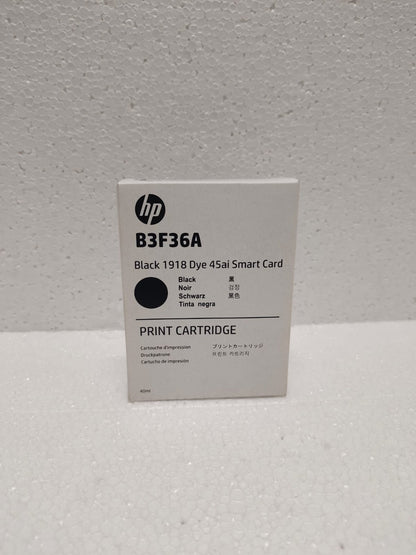 hp
B3F36A
Black 1918 Dye 45ai Smart Card
Black 黒
Noir 검정
Schwarz 黑色
Tinta negra
PRINT CARTRIDGE
Cartouche d'impression プリントカートリッジ
Druckpatrone 프린트 카트리지
Cartucho de impresión
40ml